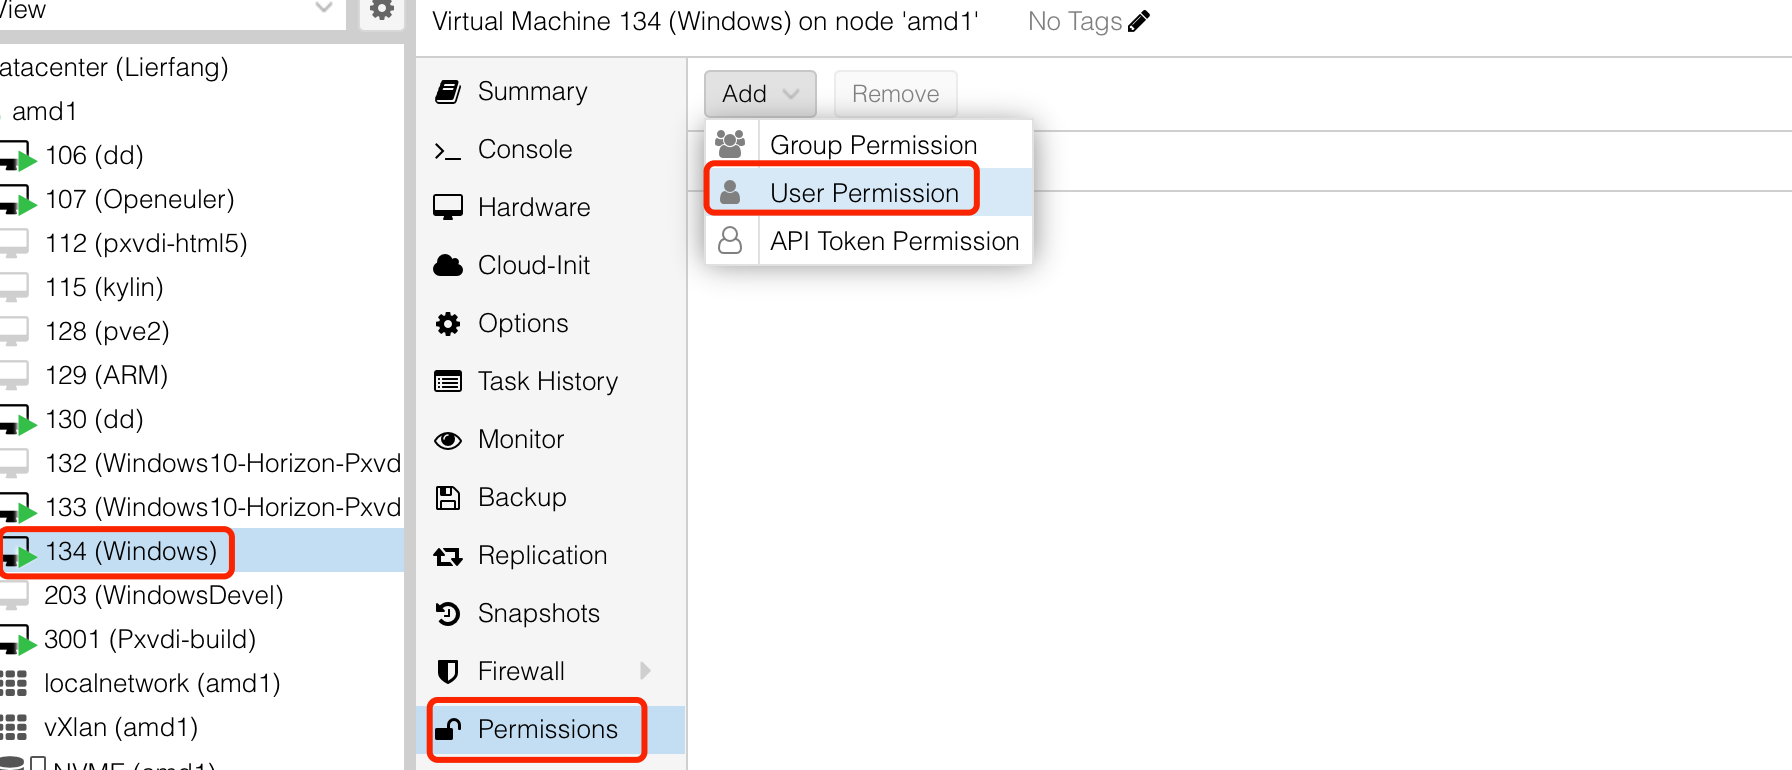 View
atacenter (Lierfang)
amd1
106 (dd)
107 (Openeuler)
112 (pxvdi-html5)
115 (kylin)
128 (pve2)
129 (ARM)
130 (dd)
132 (Windows10-Horizon-Pxvd
133 (Windows10-Horizon-Pxvd
134 (Windows)
203 (WindowsDevel)
3001 (Pxvdi-build)
localnetwork (amd1)
vXlan (amd1)
NVME (amd1)
Virtual Machine 134 (Windows) on node 'amd1' No Tags
Summary
Console
Hardware
Cloud-Init
Options
Task History
Monitor
Backup
Replication
Snapshots
Firewall
Permissions
Add Remove
Group Permission
User Permission
API Token Permission